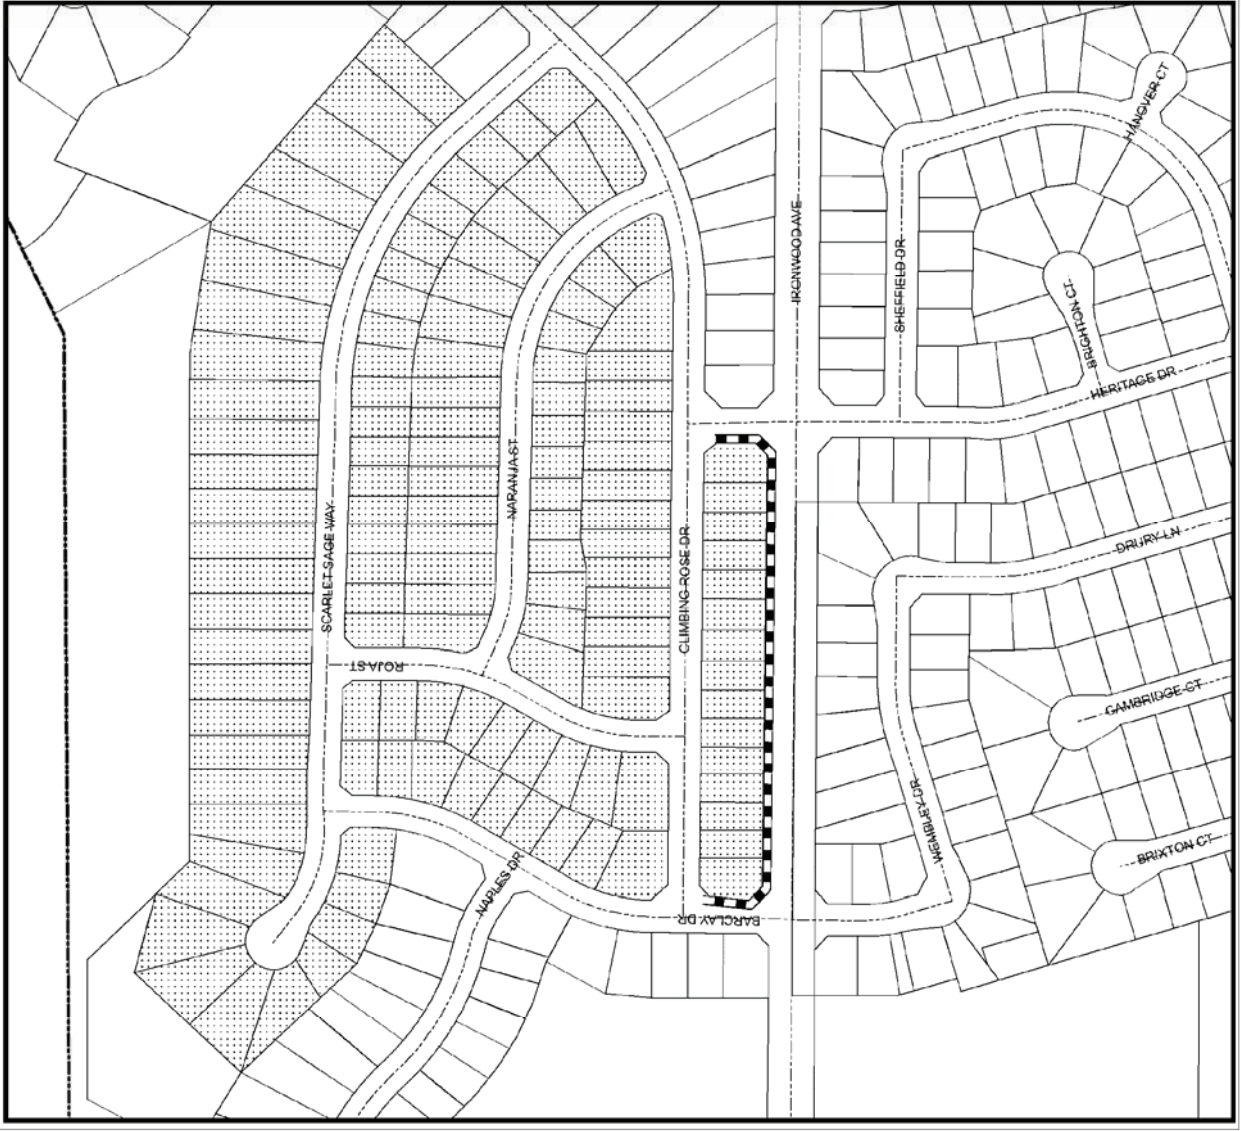 HANOVER CT
IRONWOOD AVE
SHEFFIELD DR
BRIGHTON CT
HERITAGE DR
NARANJA ST
SCARLET SAGE WAY
CLIMBING ROSE DR
DRURY LN
ROJA ST
CAMBRIDGE CT
WEMBLEY DR
BRIXTON CT
NAPLES DR
BARCLAY DR